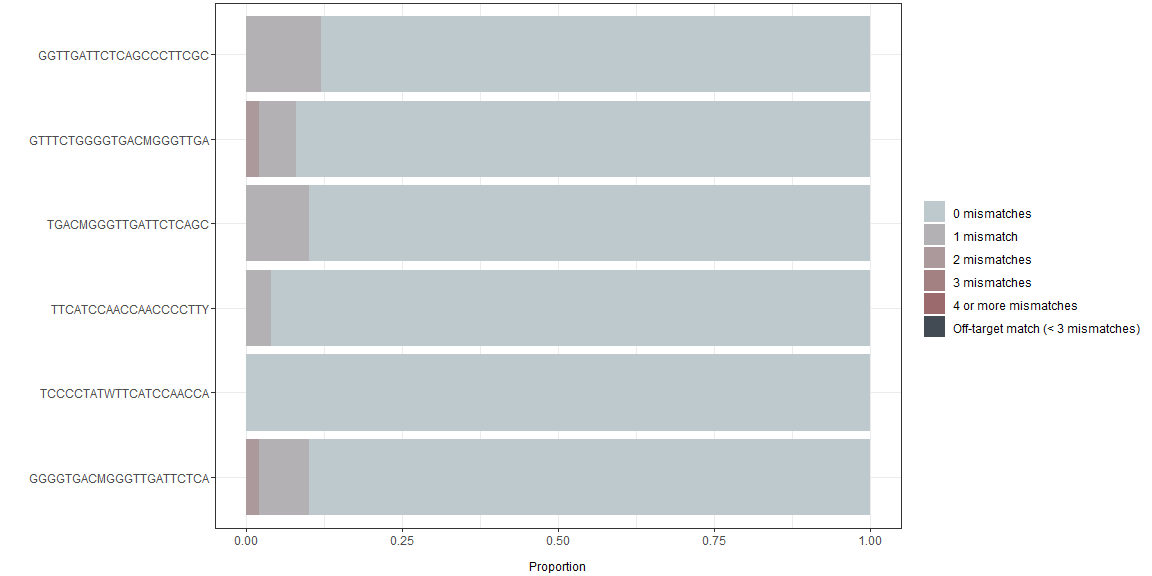 GGTTGATTCTCAGCCCTTCGC
GTTTCTGGGGTGACMGGGTTGA
TGACMGGGTTGATTCTCAGC
TTCATCCAACCAACCCCTTY
TCCCCTATWTTCATCCAACCA
GGGGTGACMGGGTTGATTCTCA
0.00 0.25 0.50 0.75 1.00
Proportion
0 mismatches
1 mismatch
2 mismatches
3 mismatches
4 or more mismatches
Off-target match (< 3 mismatches)